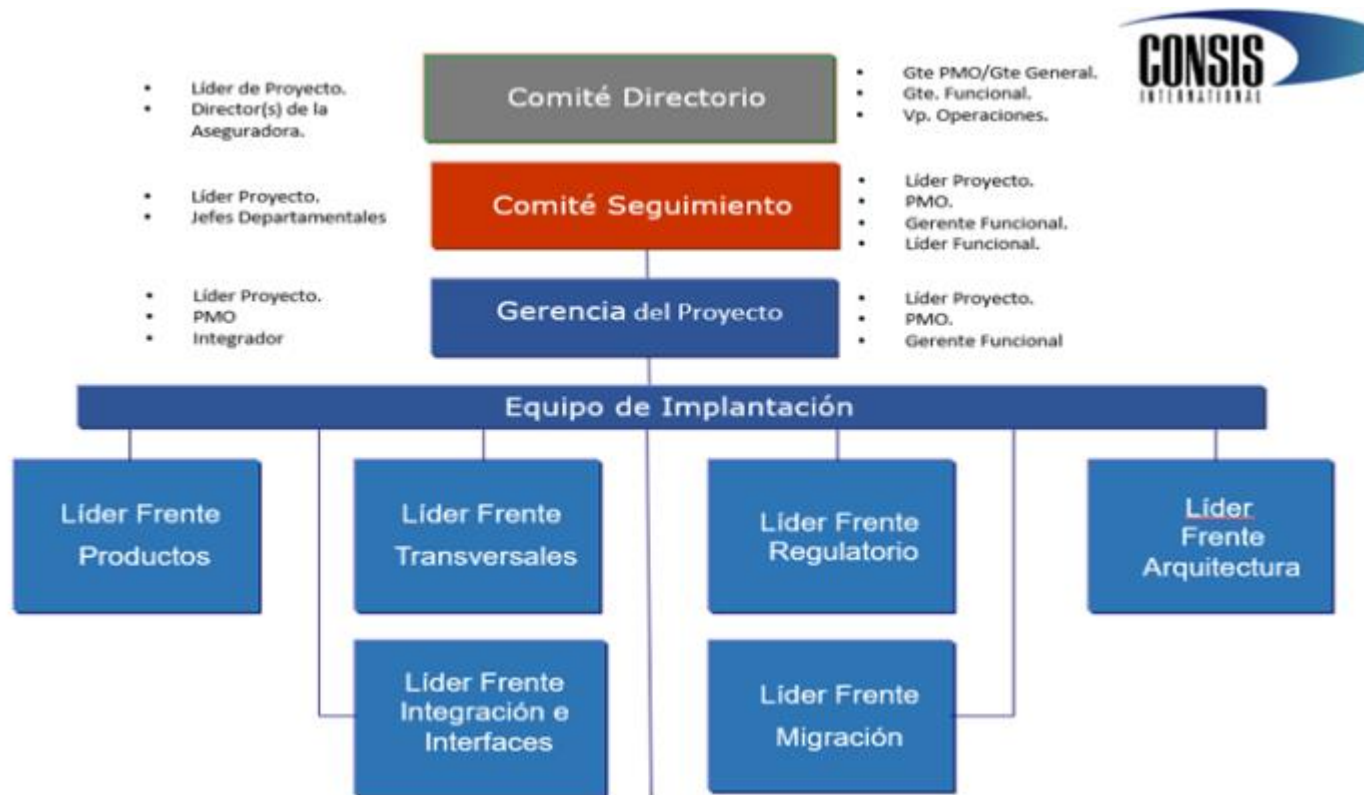 CONSIS
INTERNATIONAL
• Líder de Proyecto.
• Director(s) de la
Aseguradora.
Comité Directorio
• Gte PMO/Gte General.
• Gte. Funcional.
• Vp. Operaciones.
• Líder Proyecto.
• Jefes Departamentales
Comité Seguimiento
• Líder Proyecto.
• PMO.
• Gerente Funcional.
• Líder Funcional.
• Líder Proyecto.
• PMO
• Integrador
Gerencia del Proyecto
• Líder Proyecto.
• PMO.
• Gerente Funcional
Equipo de Implantación
Líder Frente
Productos
Líder Frente
Transversales
Líder Frente
Regulatorio
Líder
Frente
Arquitectura
Líder Frente
Integración e
Interfaces
Líder Frente
Migración